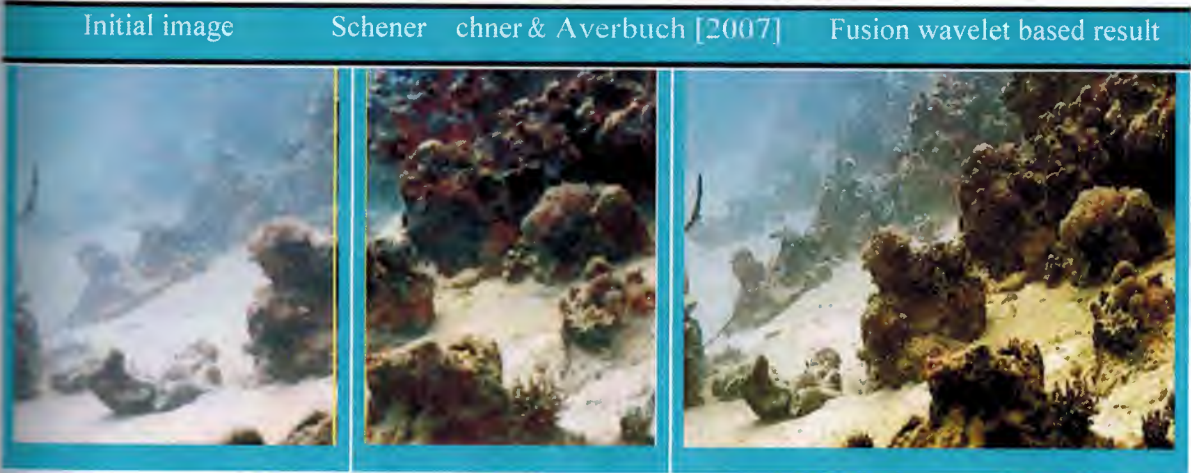 Initial image
Schener chner & Averbuch [2007]
Fusion wavelet based result